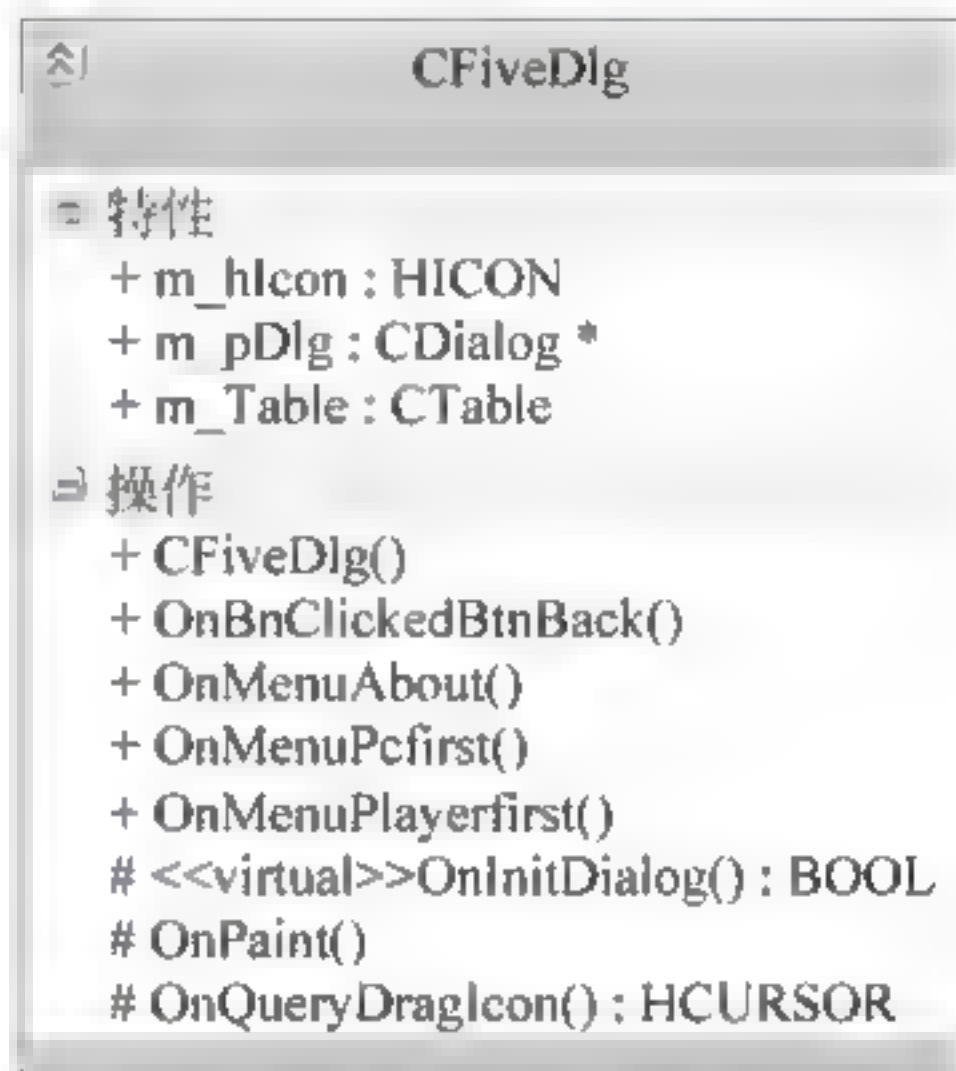 CFiveDlg
特性
+ m_hIcon : HICON
+ m_pDlg : CDialog *
+ m_Table : CTable
操作
+ CFiveDlg()
+ OnBnClickedBtnBack()
+ OnMenuAbout()
+ OnMenuPcfirst()
+ OnMenuPlayerfirst()
# <<virtual>>OnInitDialog() : BOOL
# OnPaint()
# OnQueryDragIcon() : HCURSOR